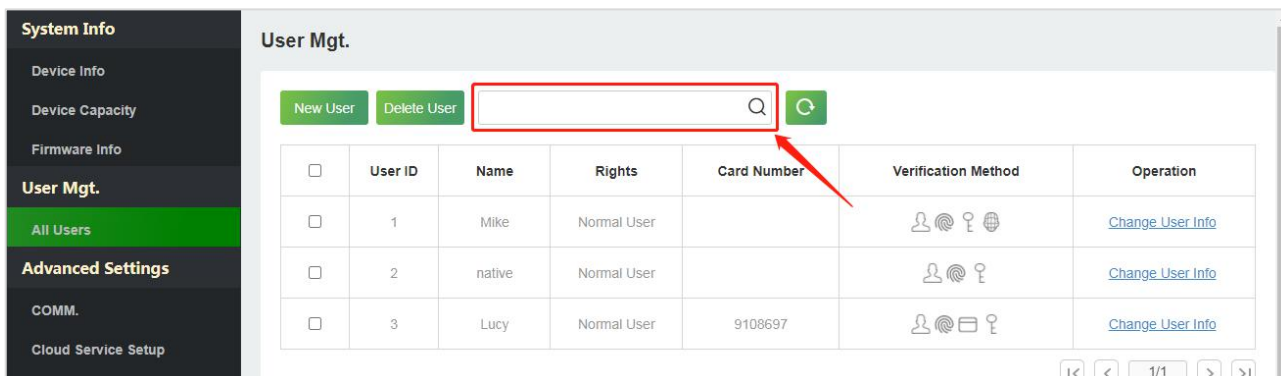 System Info
Device Info
Device Capacity
Firmware Info
User Mgt.
All Users
Advanced Settings
COMM.
Cloud Service Setup
User Mgt.
New User Delete User
User ID Name Rights Card Number Verification Method Operation
1 Mike Normal User Change User Info
2 native Normal User Change User Info
3 Lucy Normal User 9108697 Change User Info
1/1